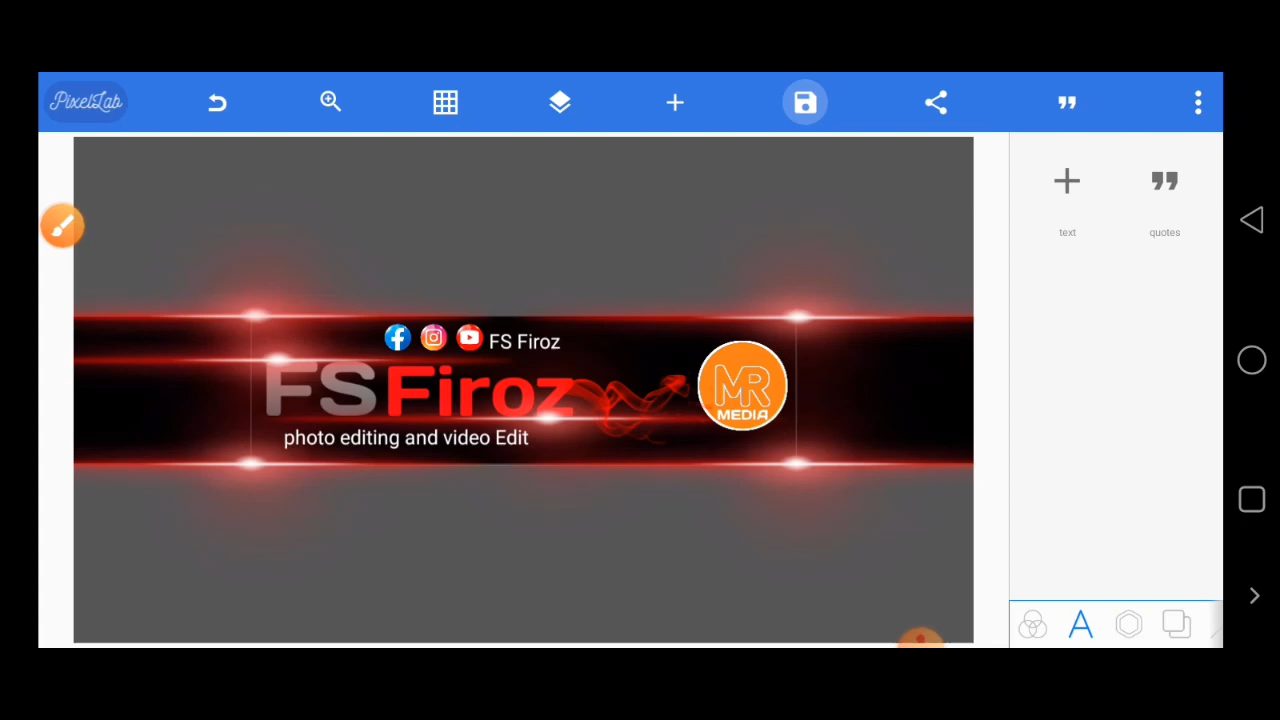 PixelLab
text
quotes
FS Firoz
FSFiroz
MR
MEDIA
photo editing and video Edit